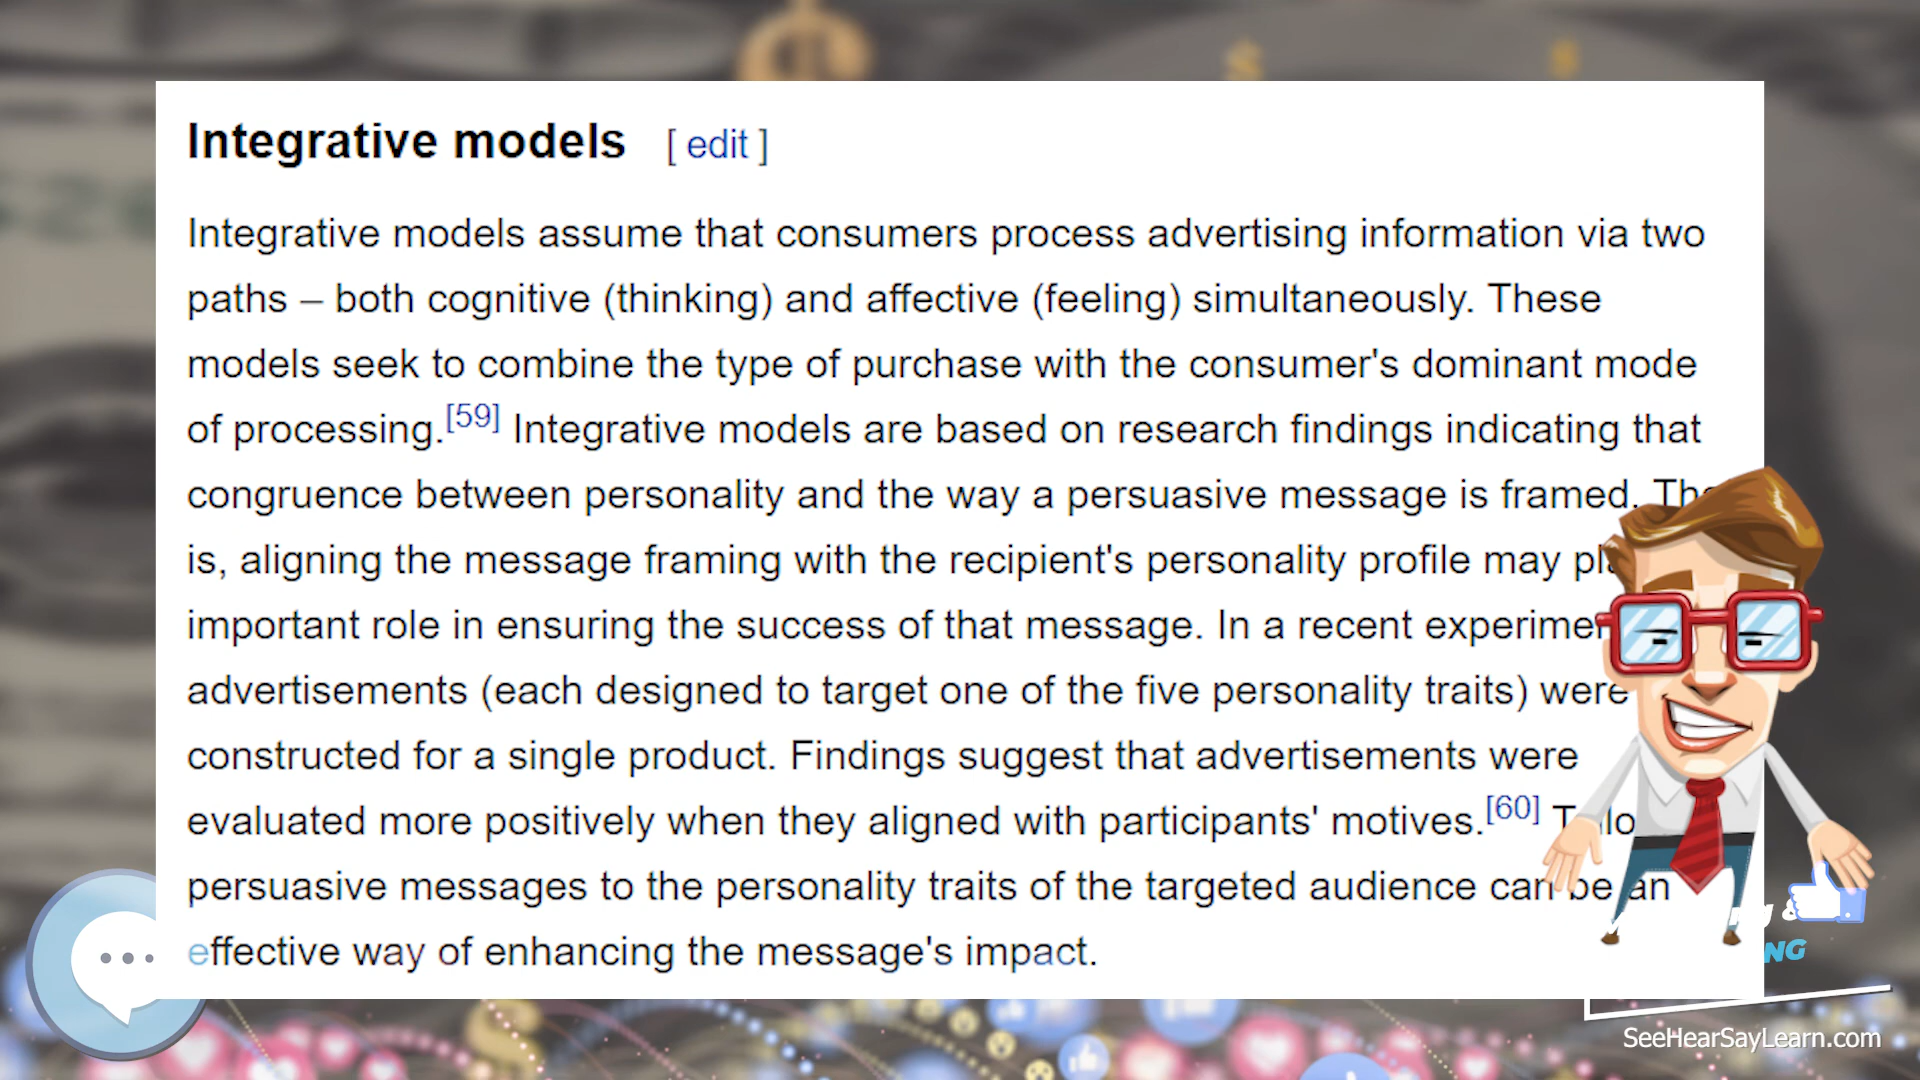 Integrative models [ edit ]
Integrative models assume that consumers process advertising information via two
paths – both cognitive (thinking) and affective (feeling) simultaneously. These
models seek to combine the type of purchase with the consumer's dominant mode
of processing.[59] Integrative models are based on research findings indicating that
congruence between personality and the way a persuasive message is framed.
is, aligning the message framing with the recipient's personality profile may
important role in ensuring the success of that message. In a recent
advertisements (each designed to target one of the five personality traits) were
constructed for a single product. Findings suggest that advertisements were
evaluated more positively when they aligned with participants' motives.[60]
persuasive messages to the personality traits of the targeted audience can be an
effective way of enhancing the message's impact.
SeeHearSayLearn.com